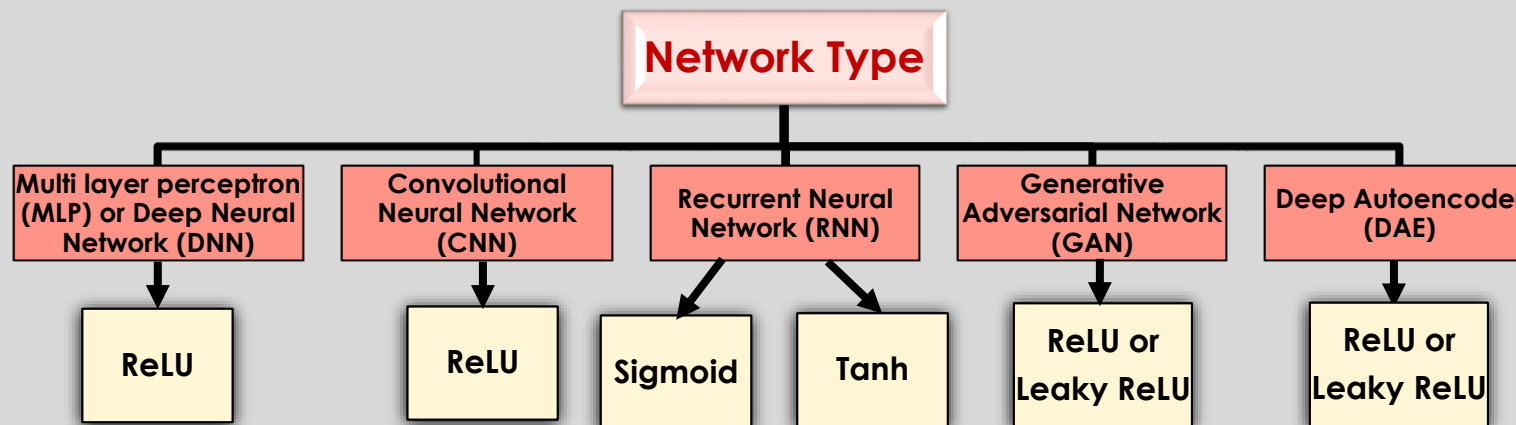 Network Type
Multi layer perceptron
(MLP) or Deep Neural
Network (DNN)
Convolutional
Neural Network
(CNN)
Recurrent Neural
Network (RNN)
Generative
Adversarial Network
(GAN)
Deep Autoencoder
(DAE)
ReLU
ReLU
Sigmoid
Tanh
ReLU or
Leaky ReLU
ReLU or
Leaky ReLU